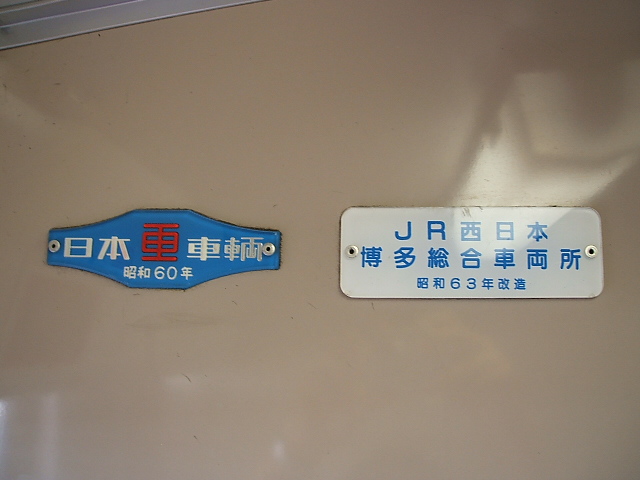 日本 重 車輌
昭和60年
JR西日本
博多総合車両所
昭和63年改造